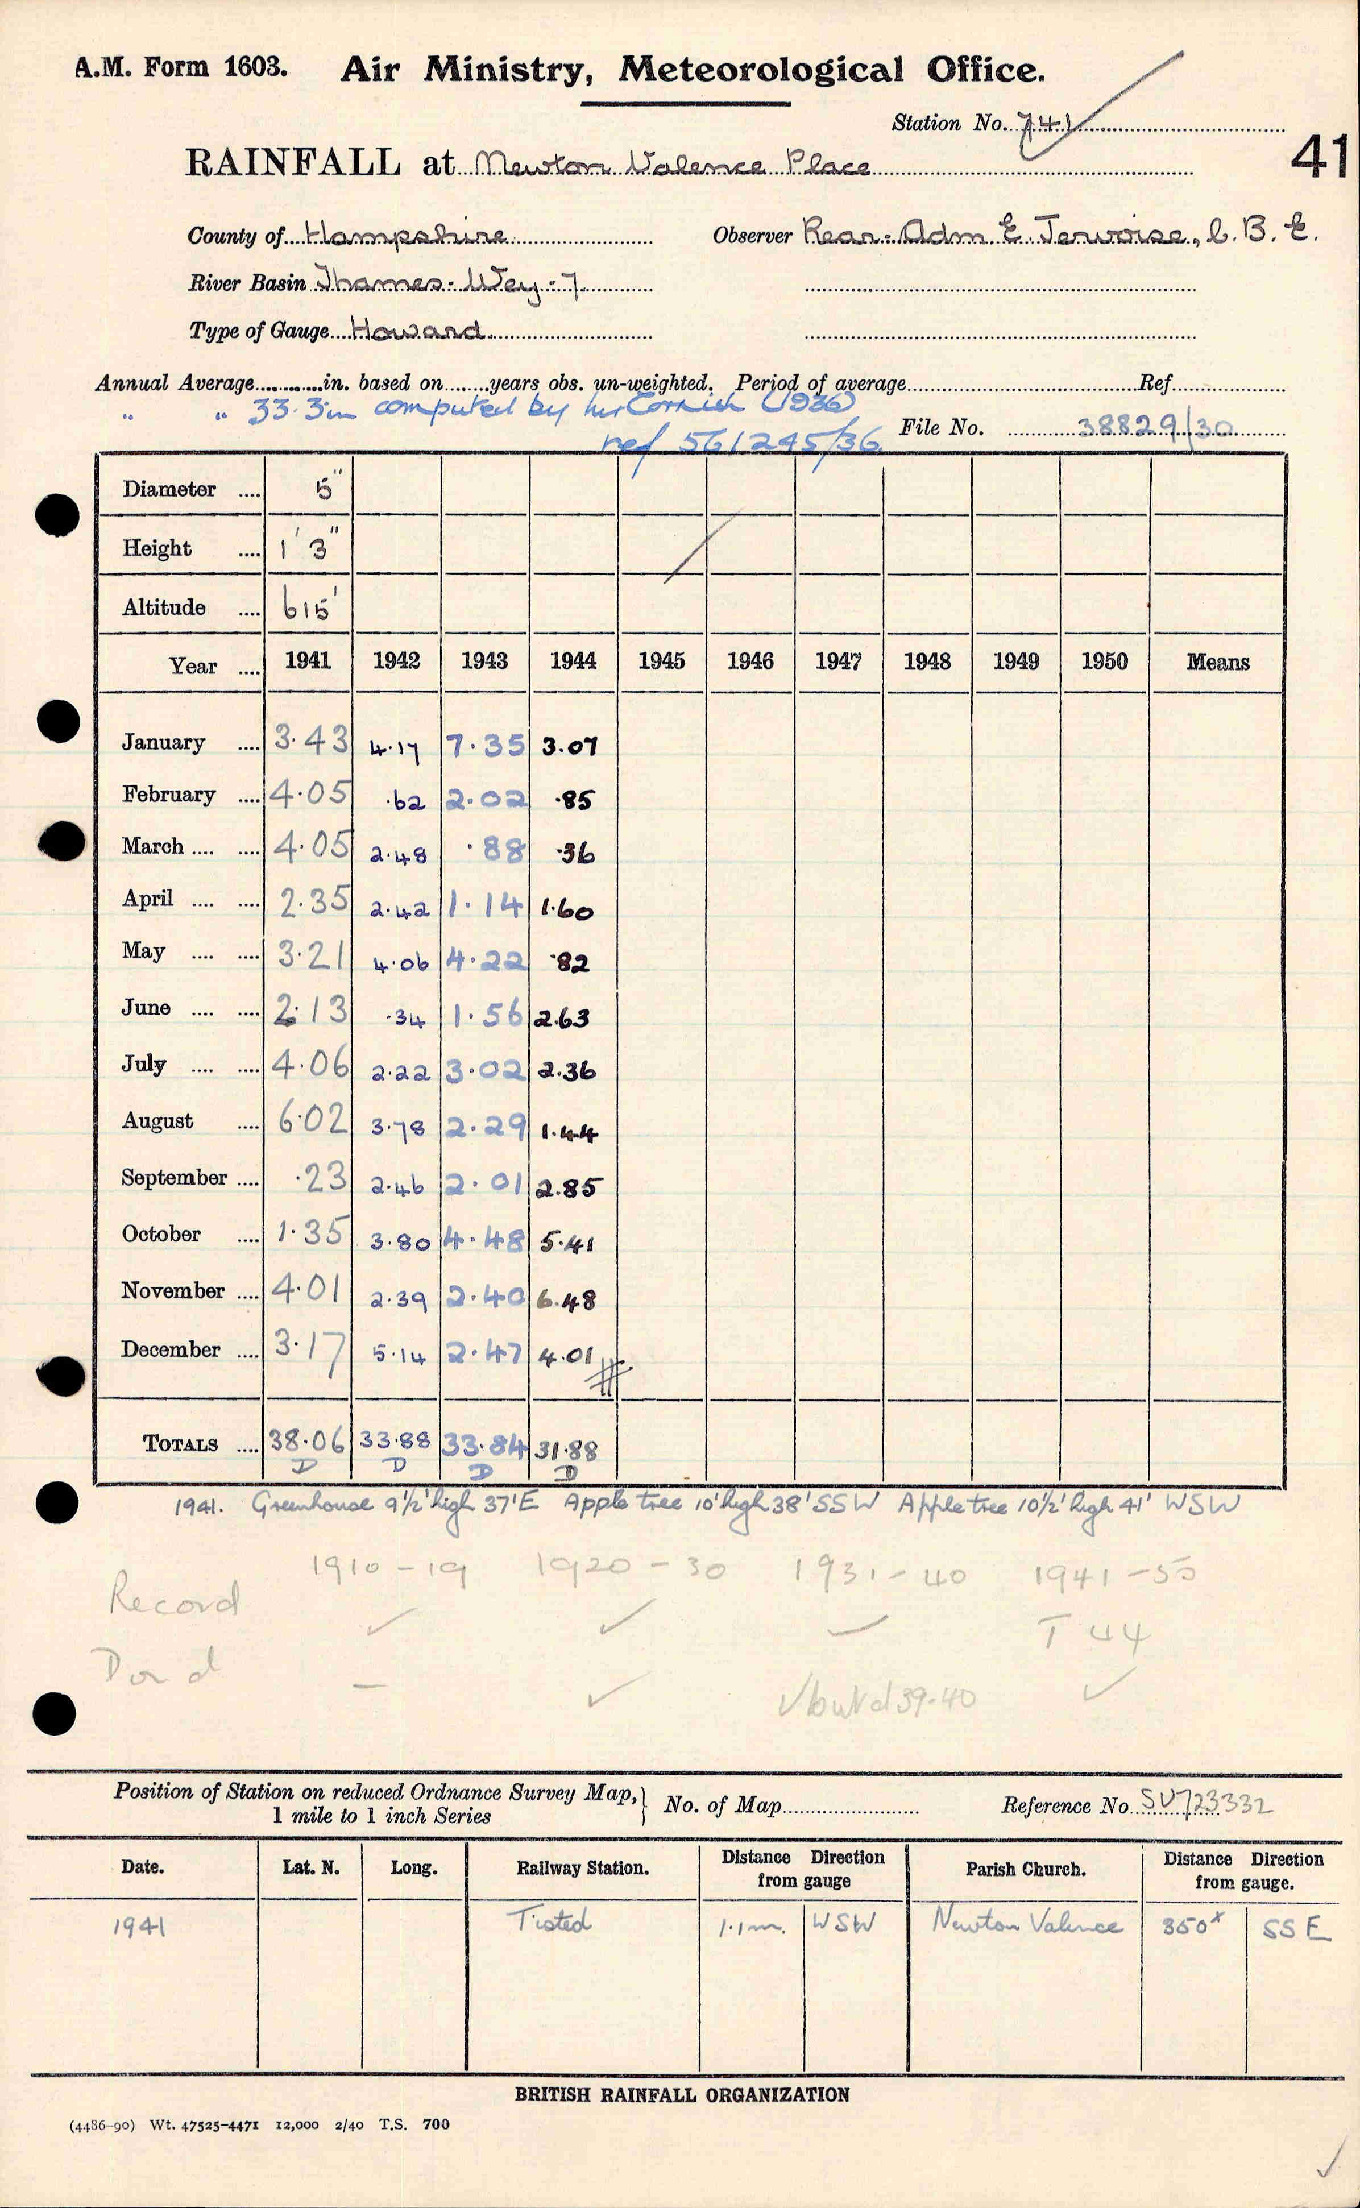 A.M. Form 1603. Air Ministry, Meteorological Office.
Station No. 741
41
RAINFALL at Newton Valence Place
County of Hampshire Observer Rear-Adm E. Jervoise, C.B.E.
River Basin Thames-Wey-7
Type of Gauge Howard
Annual Average............in. based on.......years obs. un-weighted. Period of average............Ref............
" " 33.3in computed by Mr Cornish (1936)
ref 561245/36 File No. 38829/30
Diameter .... 5"
Height .... 1' 3"
Altitude .... 615'
Year .... 1941 1942 1943 1944 1945 1946 1947 1948 1949 1950 Means
January .... 3.43 4.17 7.35 3.07
February .... 4.05 .62 2.02 .85
March .... .... 4.05 2.48 .88 .36
April .... .... 2.35 2.42 1.14 1.60
May .... .... 3.21 4.06 4.22 .82
June .... .... 2.13 .34 1.56 2.63
July .... .... 4.06 2.22 3.02 2.36
August .... 6.02 3.78 2.29 1.44
September .... .23 2.46 2.01 2.85
October .... 1.35 3.80 4.48 5.41
November .... 4.01 2.39 2.40 6.48
December .... 3.17 5.14 2.47 4.01
TOTALS .... 38.06 33.88 33.84 31.88
D D D D
1941. Greenhouse 9½' high 37' E Apple tree 10' high 38' SSW Apple tree 10½' high 41' WSW
1910-19 1920-30 1931-40 1941-50
Record ✓ ✓ ✓ T 44
D or d – ✓ ✓ but d 39-40 ✓
Position of Station on reduced Ordnance Survey Map, 1 mile to 1 inch Series } No. of Map............ Reference No. SU723332
Date. Lat. N. Long. Railway Station. Distance Direction from gauge Parish Church. Distance Direction from gauge.
1941 Tisted 1.1m. WSW Newton Valence 350x SSE
BRITISH RAINFALL ORGANIZATION
(4486-90) Wt. 47525-4471 12,000 2/40 T.S. 700